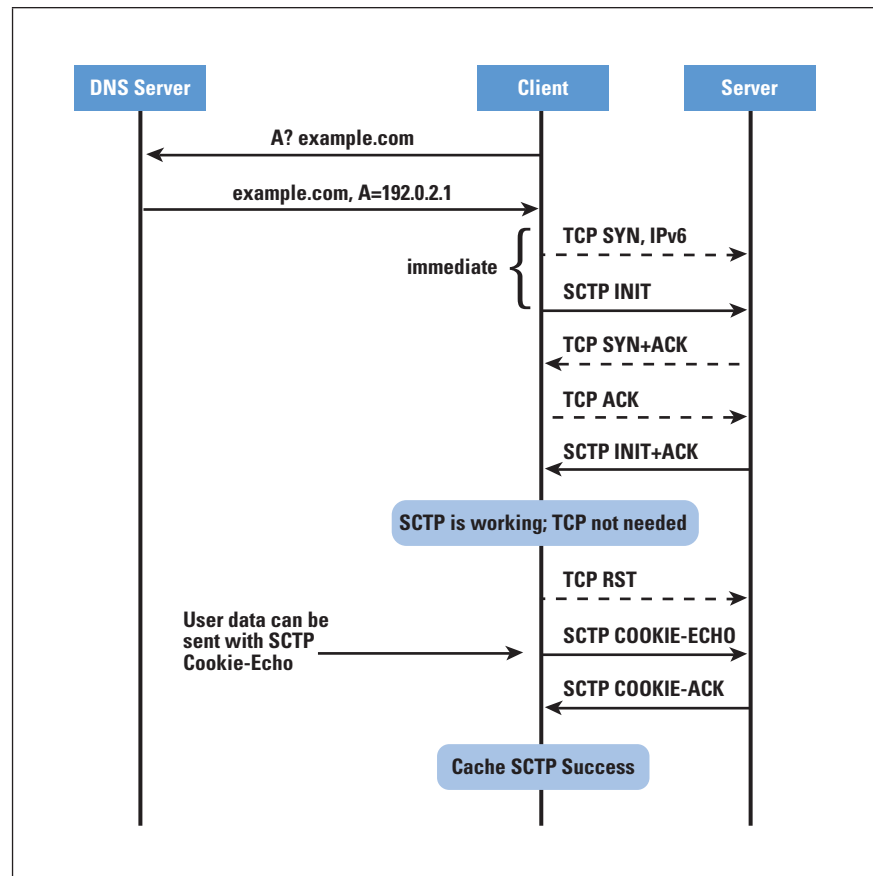 DNS Server
Client
Server
A? example.com
example.com, A=192.0.2.1
immediate
TCP SYN, IPv6
SCTP INIT
TCP SYN+ACK
TCP ACK
SCTP INIT+ACK
SCTP is working; TCP not needed
TCP RST
User data can be
sent with SCTP
Cookie-Echo
SCTP COOKIE-ECHO
SCTP COOKIE-ACK
Cache SCTP Success